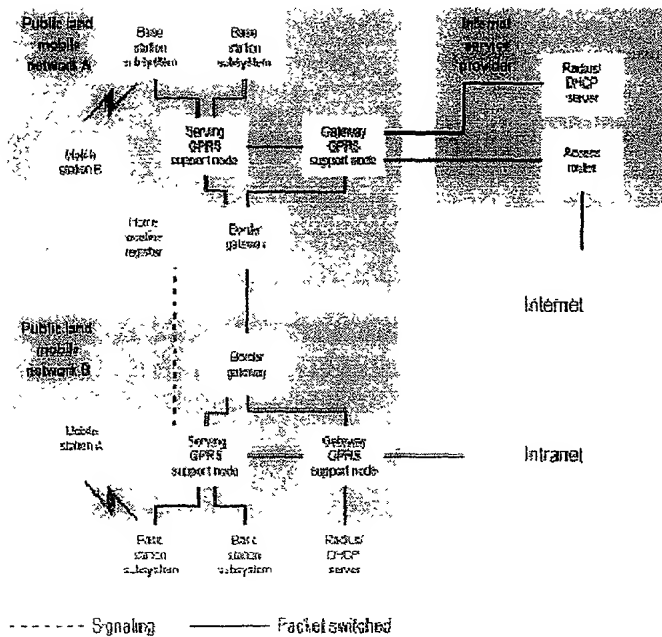 Public land
mobile
network A
Base
station
subsystem
Base
station
subsystem
Internet
service
provider
Radius/
DHCP
server
Mobile
station B
Serving
GPRS
support node
Gateway
GPRS
support node
Access
router
Home
location
register
Border
gateway
Internet
Public land
mobile
network B
Border
gateway
Mobile
station A
Serving
GPRS
support node
Gateway
GPRS
support node
Intranet
Base
station
subsystem
Base
station
subsystem
Radius/
DHCP
server
Signaling
Packet switched